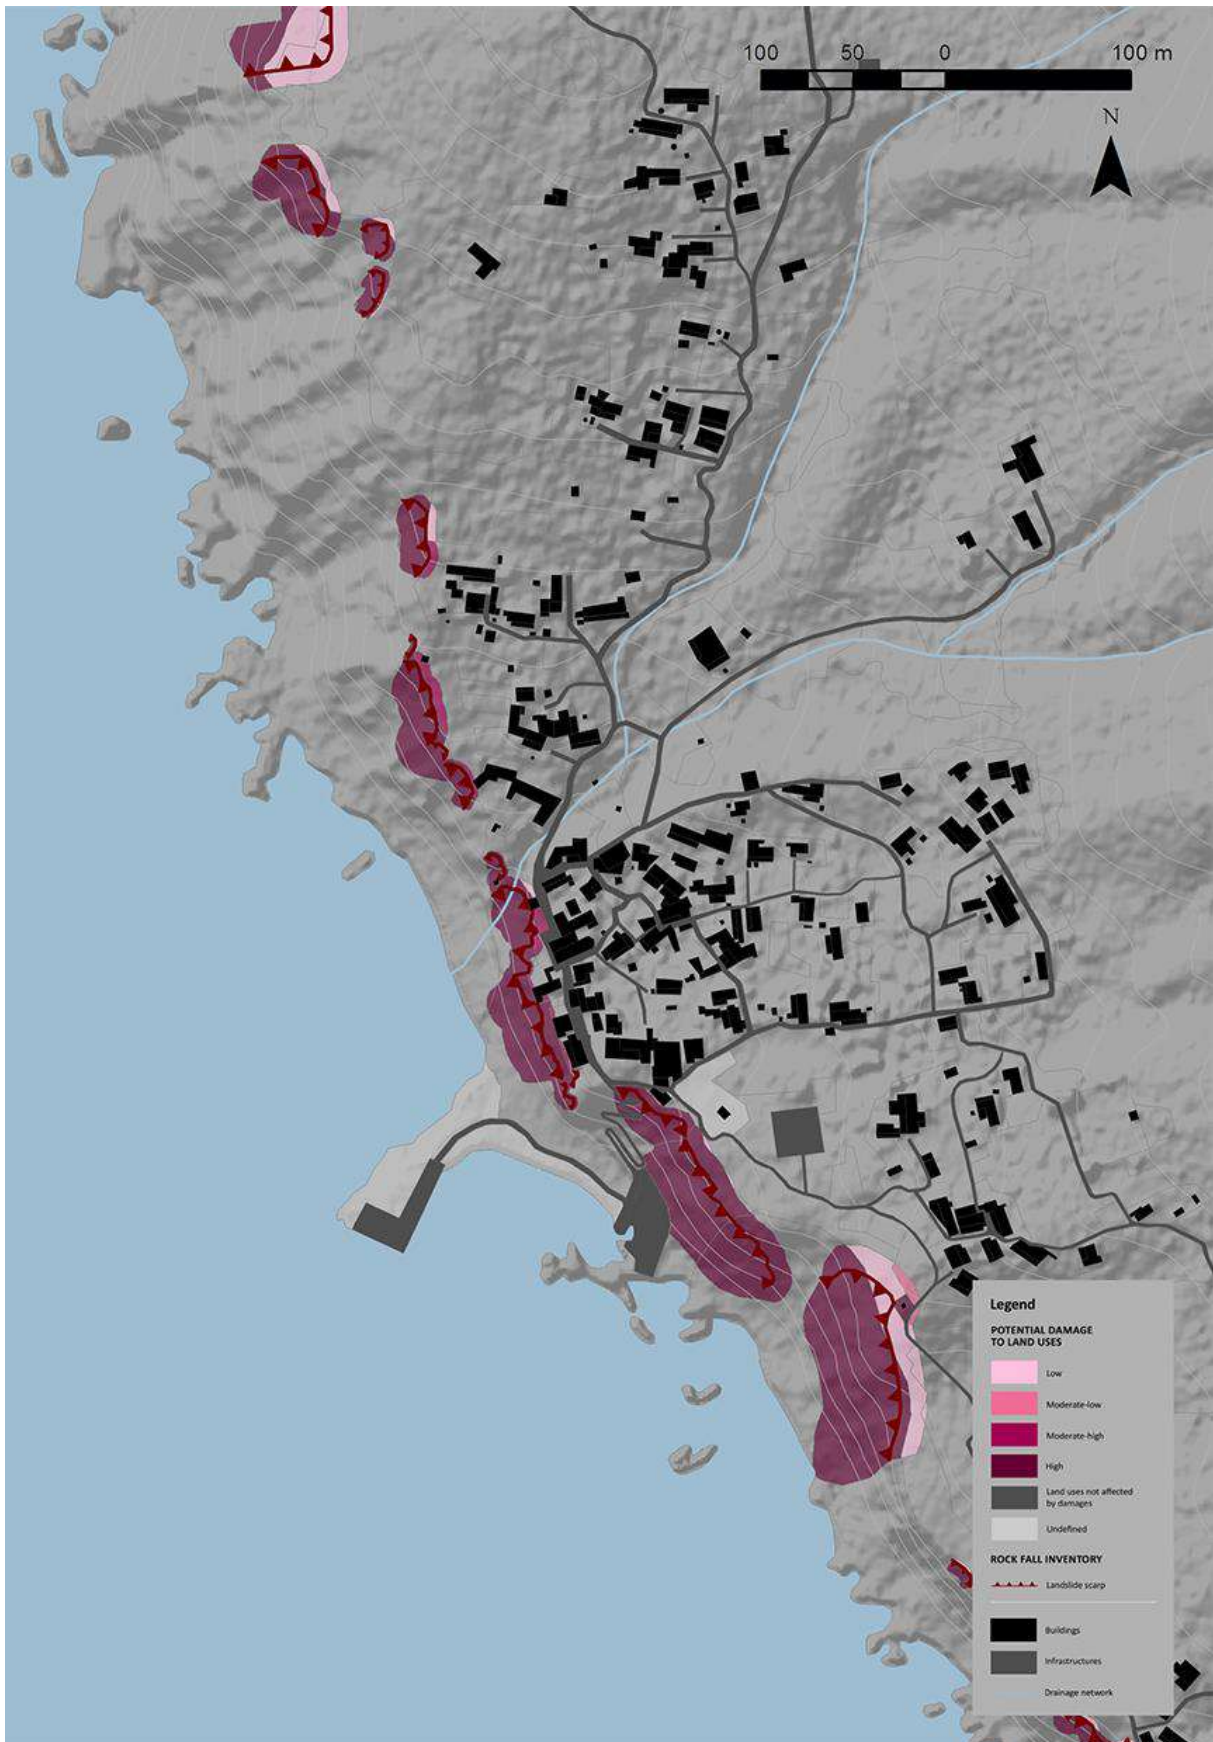 100 50 0 100 m
N
Legend
POTENTIAL DAMAGE
TO LAND USES
Low
Moderate-low
Moderate-high
High
Land uses not affected
by damages
Undefined
ROCK FALL INVENTORY
Landslide scarp
Buildings
Infrastructures
Drainage network